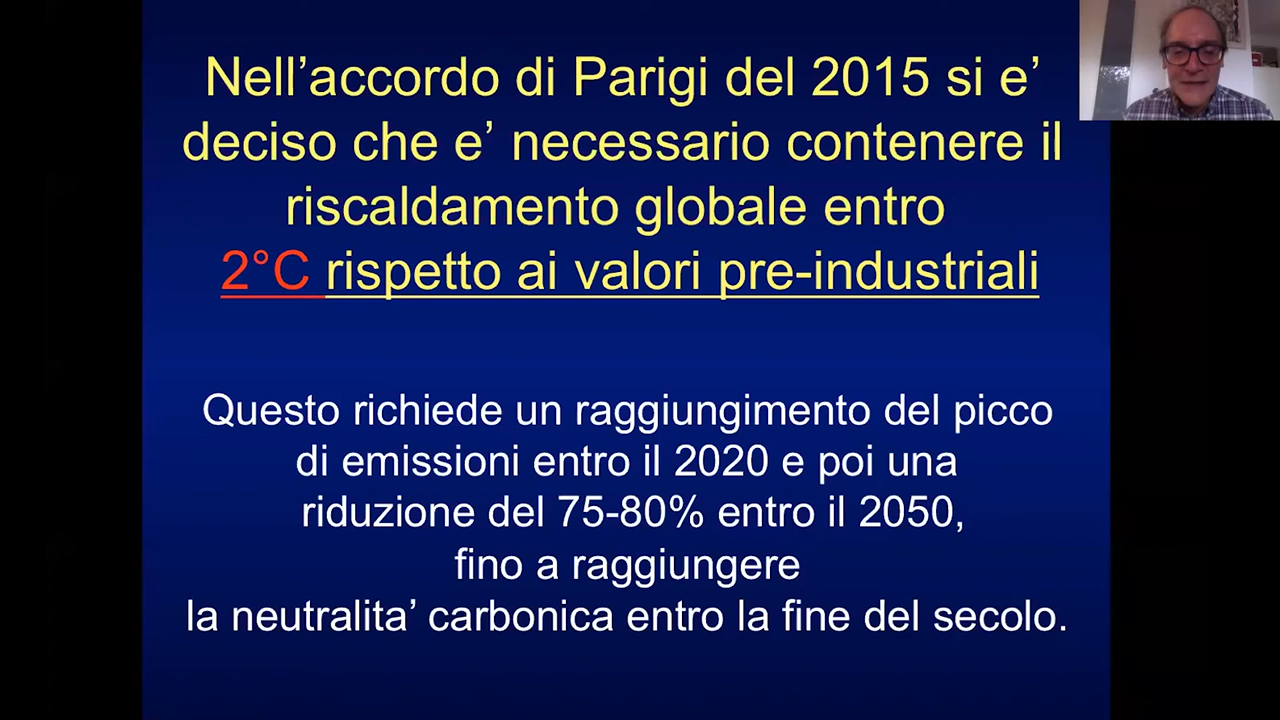 Nell’accordo di Parigi del 2015 si e’
deciso che e’ necessario contenere il
riscaldamento globale entro
2°C rispetto ai valori pre-industriali
Questo richiede un raggiungimento del picco
di emissioni entro il 2020 e poi una
riduzione del 75-80% entro il 2050,
fino a raggiungere
la neutralita’ carbonica entro la fine del secolo.